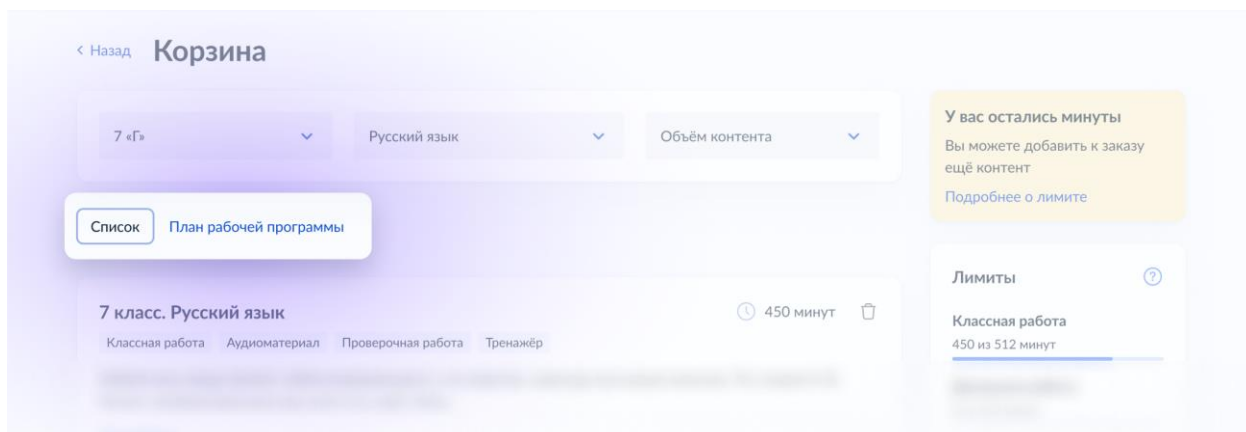 Назад Корзина
7 «Г» Русский язык Объём контента
У вас остались минуты
Вы можете добавить к заказу
ещё контент
Подробнее о лимите
Список План рабочей программы
7 класс. Русский язык 450 минут
Классная работа Аудиоматериал Проверочная работа Тренажёр
Лимиты ?
Классная работа
450 из 512 минут